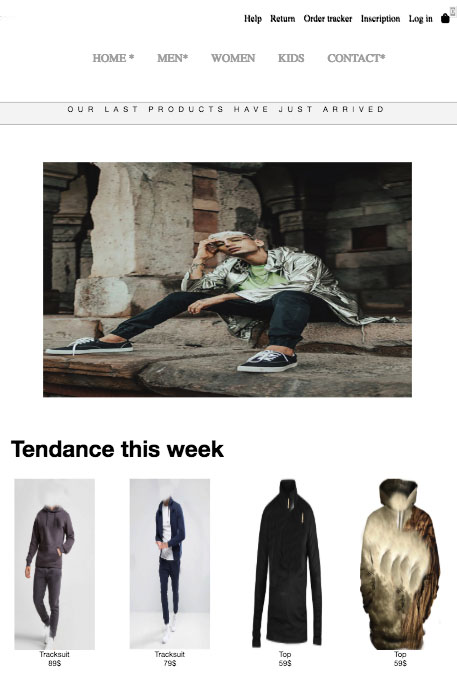 Help Return Order tracker Inscription Log in
HOME * MEN* WOMEN KIDS CONTACT*
OUR LAST PRODUCTS HAVE JUST ARRIVED
Tendance this week
Tracksuit Tracksuit Top Top
89$ 79$ 59$ 59$